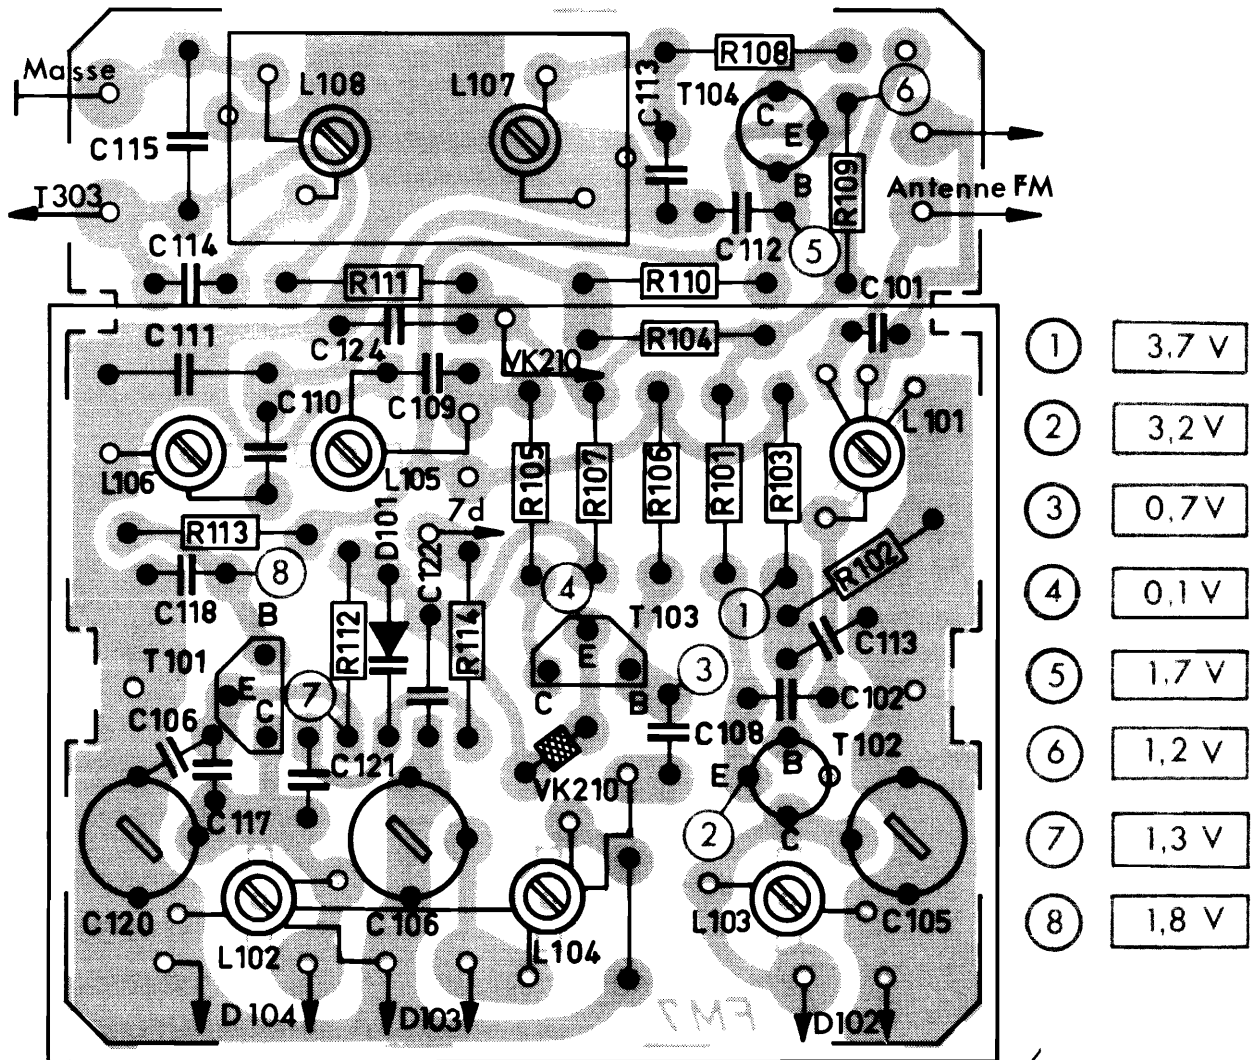 Masse
L108
L107
C113
R108
T104
6
C
E
B
C115
R109
T303
Antenne FM
C114
C112
5
R111
R110
C101
C111
C124
R104
VK210
C110
C109
L101
L106
L105
R105
R107
R106
R101
R103
7d
D101
R113
C122
8
C118
B
4
R102
R112
R114
T103
1
C113
T101
E
C
7
E
C
B
3
C102
C106
C121
C108
B
T102
E
VK210
C117
2
C
C120
C106
L103
C105
L102
L104
D104
D103
FM7
D102
1 3,7 V
2 3,2 V
3 0,7 V
4 0,1 V
5 1,7 V
6 1,2 V
7 1,3 V
8 1,8 V